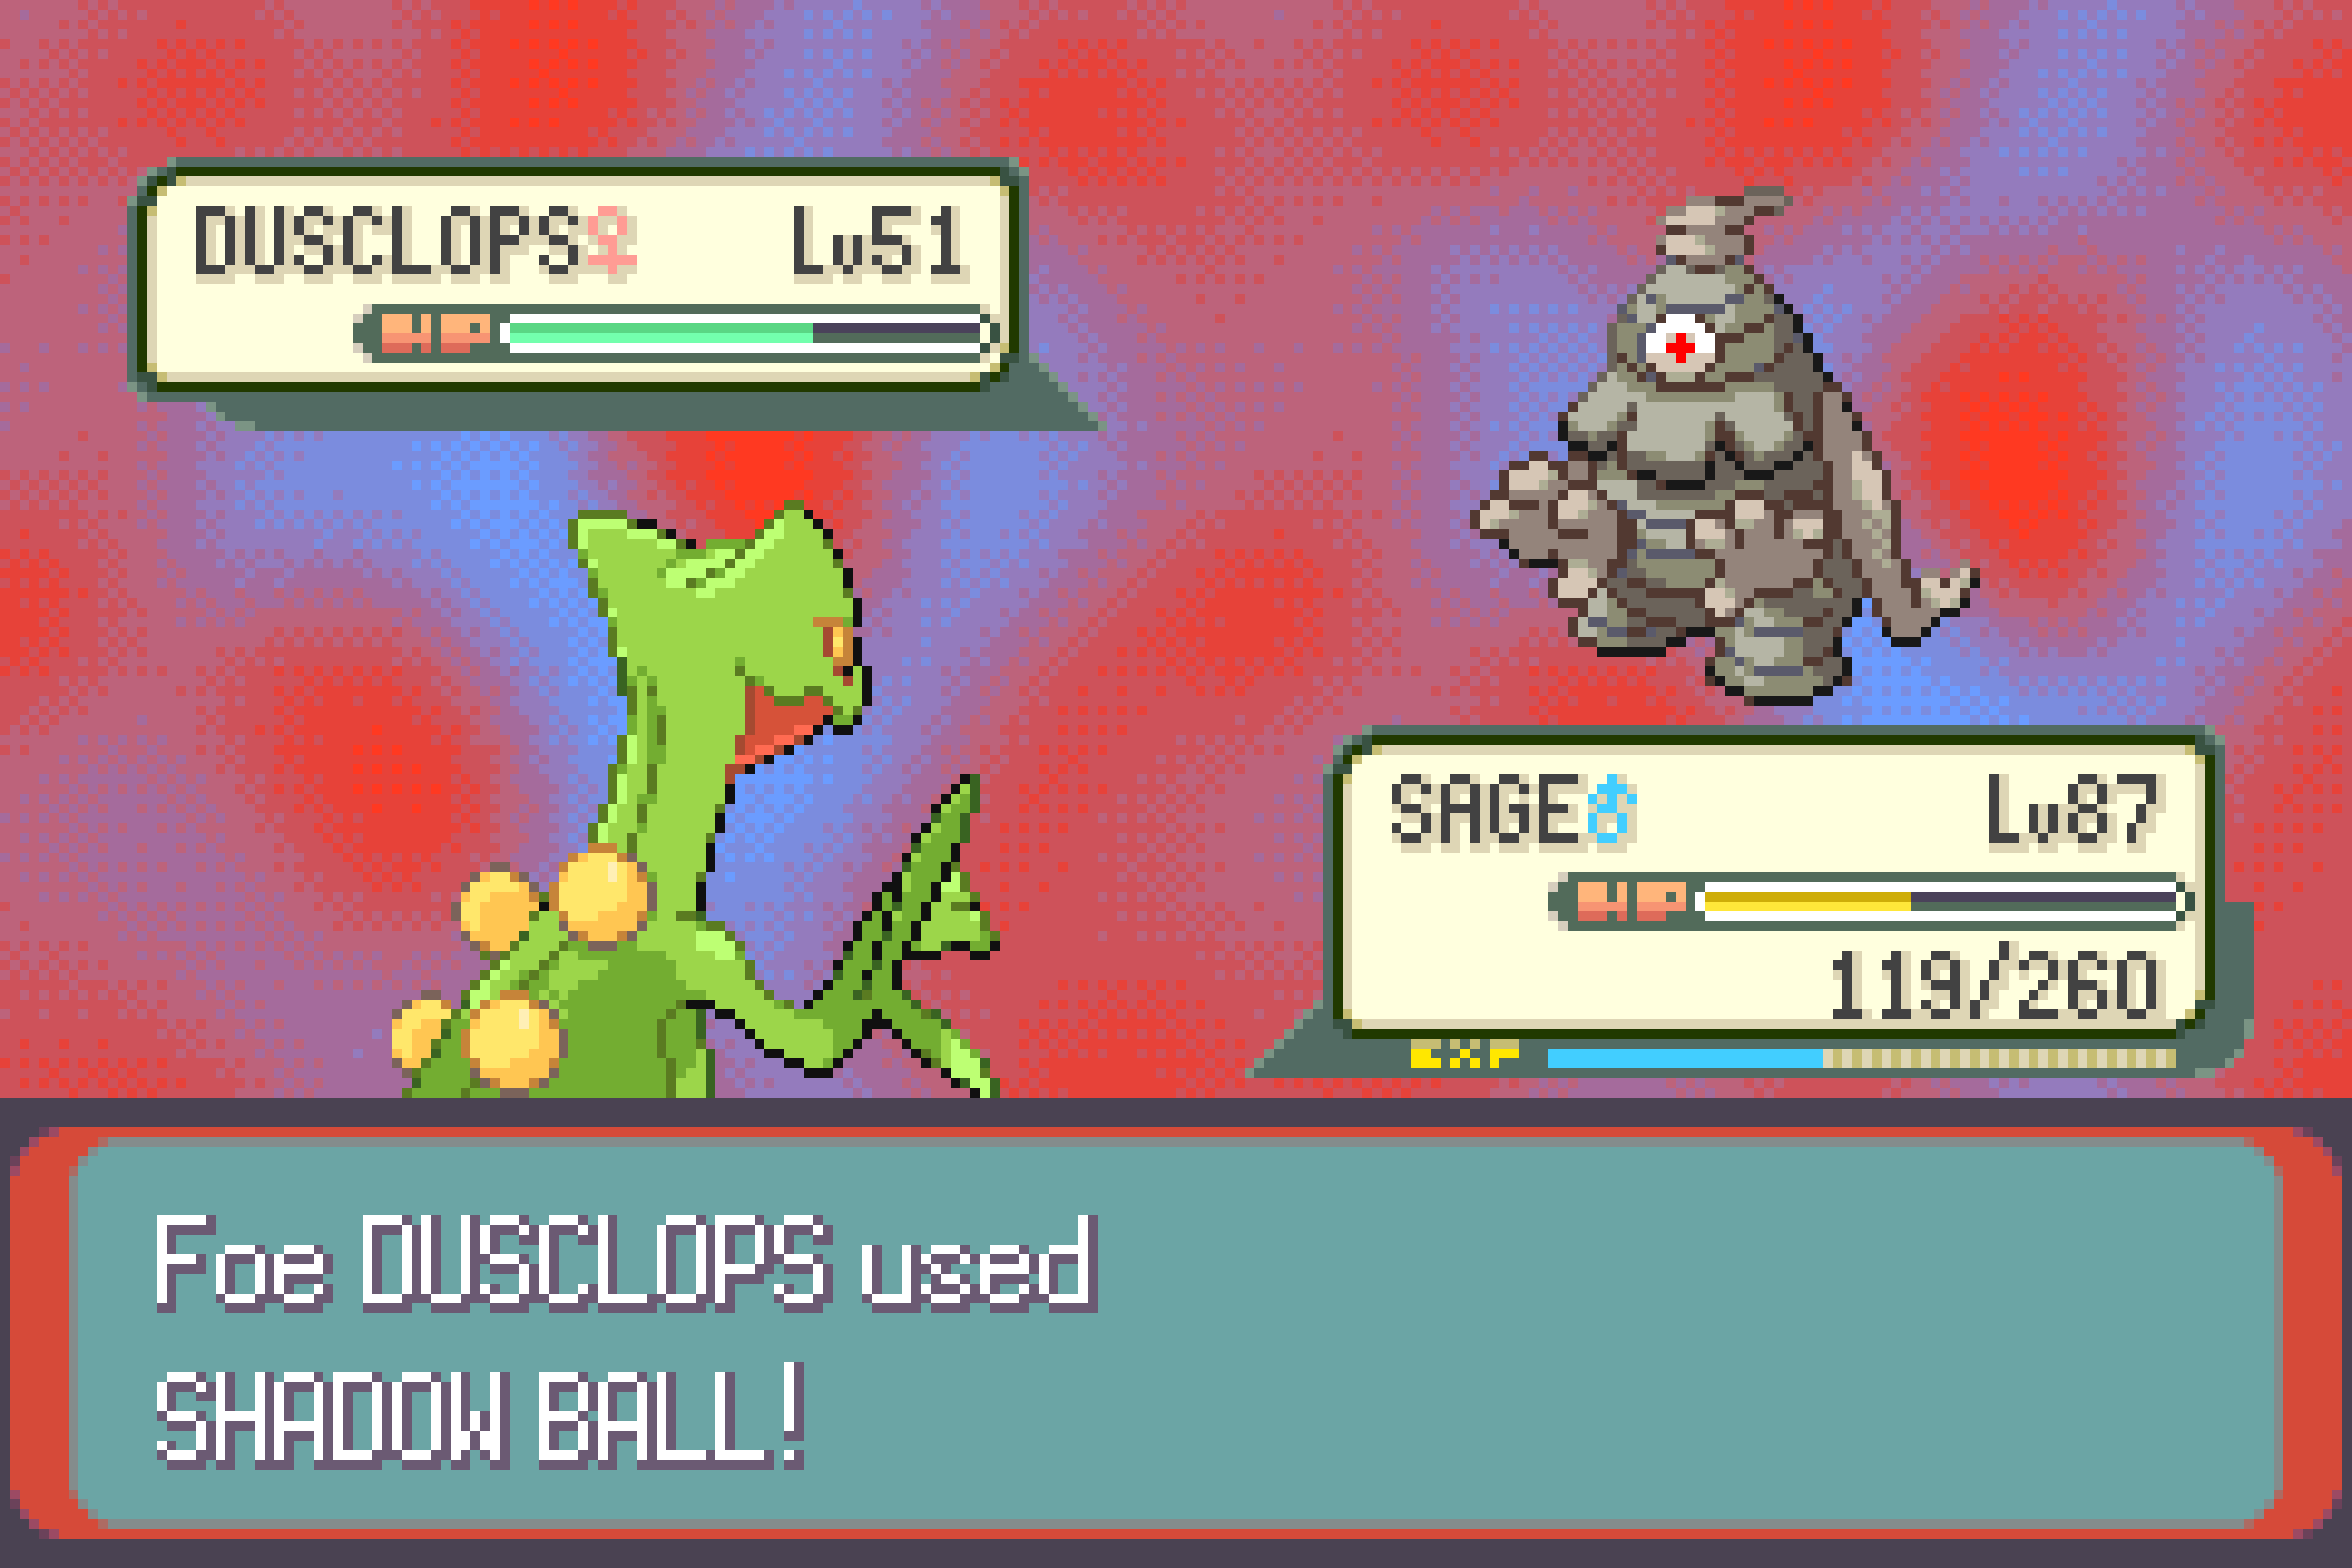 DUSCLOPS♀ Lv51
HP
SAGE♂ Lv87
HP
119/260
EXP
Foe DUSCLOPS used
SHADOW BALL!